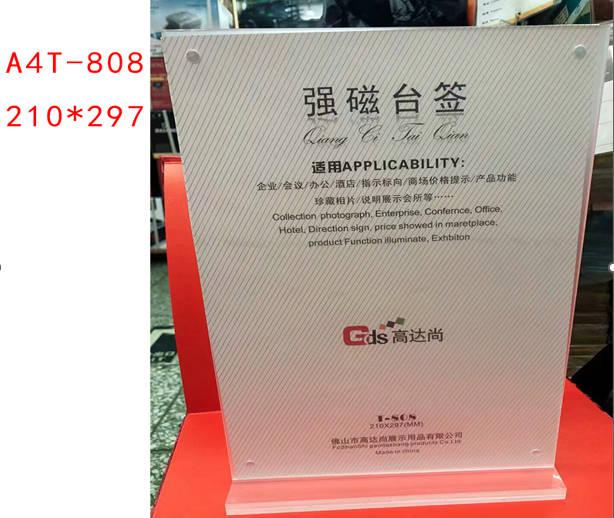 A4T-808
210*297
强磁台签
Qiang Ci Tai Qian
适用APPLICABILITY:
企业/会议/办公/酒店/指示标向/商场价格提示/产品功能
珍藏相片/说明展示会所等……
Collection photograph, Enterprise, Confernce, Office,
Hotel, Direction sign, price showed in maretplace,
product Function illuminate, Exhbiton
Gds 高达尚
T-808
210X297(MM)
佛山市高达尚展示用品有限公司
products Co.Ltd
Made in china